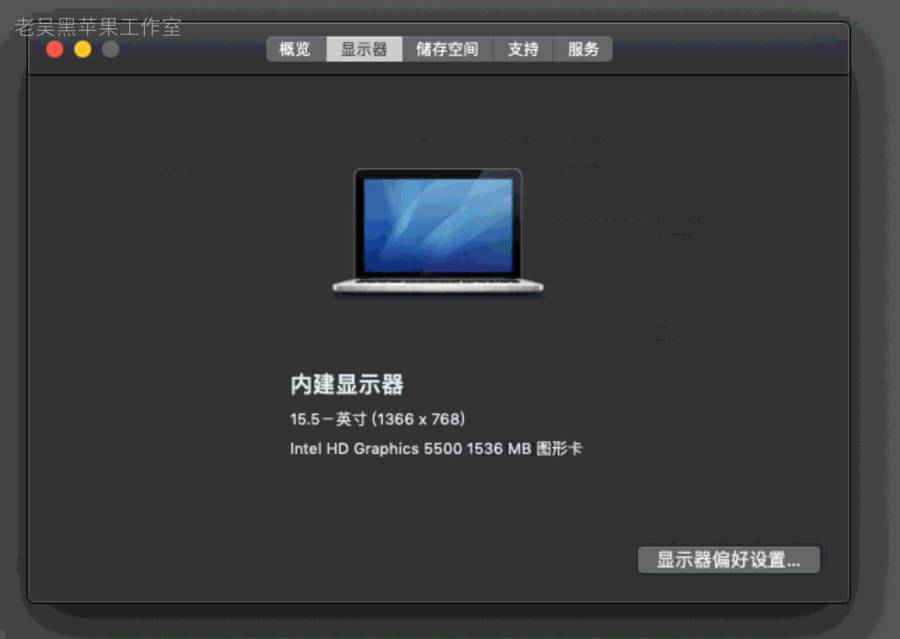 老吴黑苹果工作室
概览 显示器 储存空间 支持 服务
内建显示器
15.5－英寸 (1366 x 768)
Intel HD Graphics 5500 1536 MB 图形卡
显示器偏好设置...